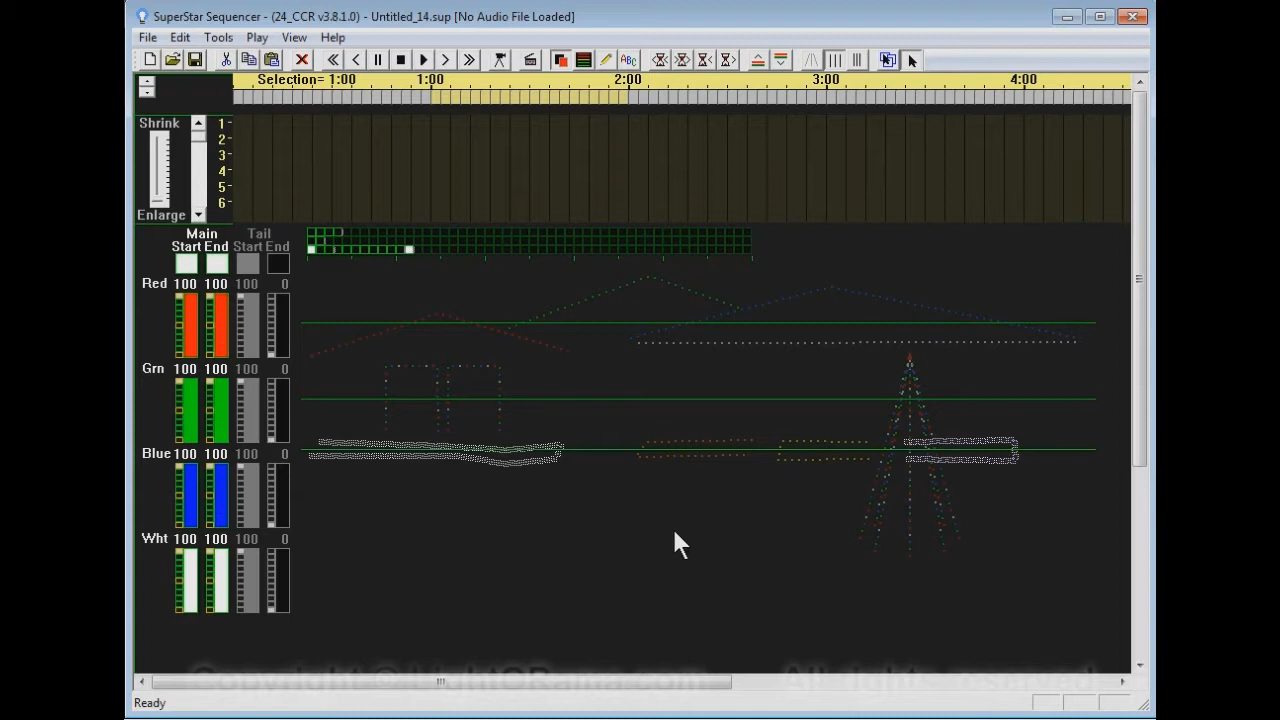 SuperStar Sequencer - (24_CCR v3.8.1.0) - Untitled_14.sup [No Audio File Loaded]
File Edit Tools Play View Help
ABC
Selection= 1:00 1:00 2:00 3:00 4:00
Shrink
1
2
3
4
5
6
Enlarge
Main Tail
Start End Start End
Red 100 100 100 0
Grn 100 100 100 0
Blue 100 100 100 0
Wht 100 100 100 0
Ready